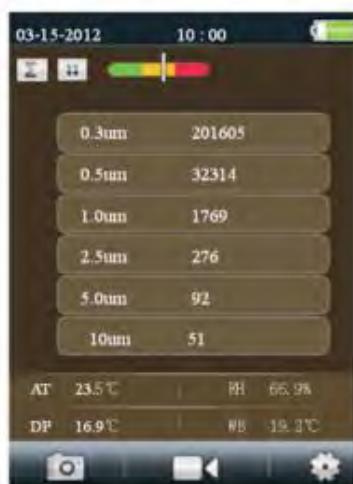 03-15-2012 10:00
0.3um 201605
0.5um 32314
1.0um 1769
2.5um 276
5.0um 92
10um 51
AT 23.5℃ RH 66.9%
DP 16.9℃ WB 19.2℃